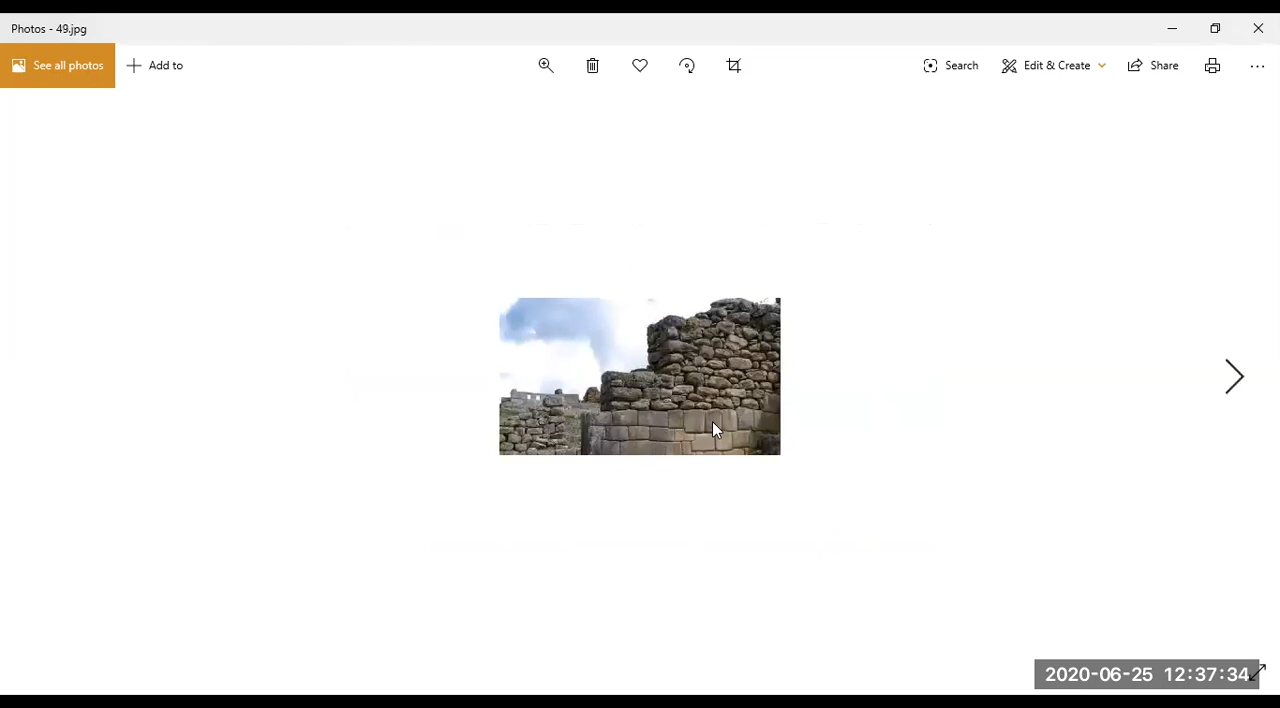 Photos - 49.jpg
See all photos
Add to
Search
Edit & Create
Share
2020-06-25 12:37:34